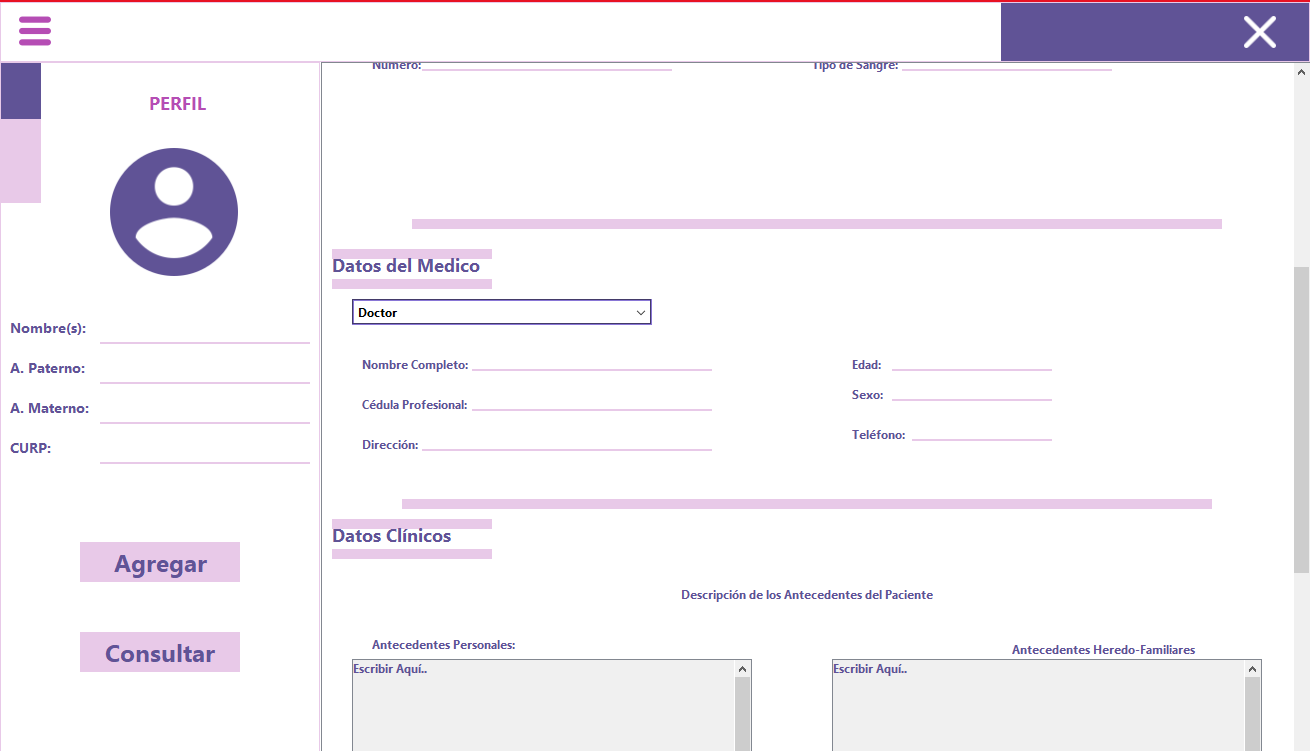 Número:
Tipo de Sangre:
PERFIL
Nombre(s):
A. Paterno:
A. Materno:
CURP:
Agregar
Consultar
Datos del Medico
Doctor
Nombre Completo:
Edad:
Sexo:
Cédula Profesional:
Teléfono:
Dirección:
Datos Clínicos
Descripción de los Antecedentes del Paciente
Antecedentes Personales:
Antecedentes Heredo-Familiares
Escribir Aquí..
Escribir Aquí..